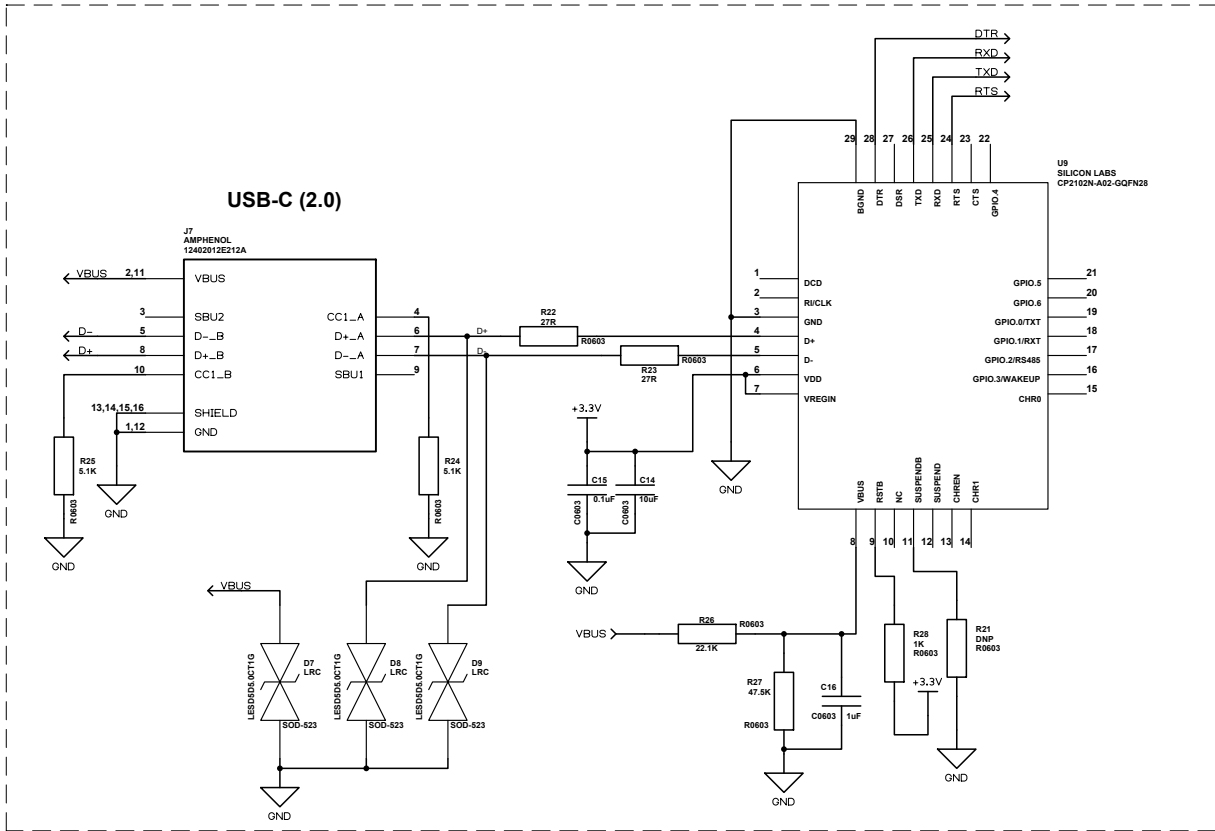 DTR
RXD
TXD
RTS
29 28 27 26 25 24 23 22
U9
SILICON LABS
CP2102N-A02-GQFN28
BGND DTR DSR TXD RXD RTS CTS GPIO.4
USB-C (2.0)
J7
AMPHENOL
12402012E212A
VBUS 2,11 VBUS
3 SBU2 CC1_A 4
D- 5 D-_B D+_A 6 D+
D+ 8 D+_B D-_A 7 D-
10 CC1_B SBU1 9
13,14,15,16 SHIELD
1,12 GND
R22
27R
R0603
R23
27R
R0603
1 DCD GPIO.5 21
2 RI/CLK GPIO.6 20
3 GND GPIO.0/TXT 19
4 D+ GPIO.1/RXT 18
5 D- GPIO.2/RS485 17
6 VDD GPIO.3/WAKEUP 16
7 VREGIN CHR0 15
R25
5.1K
R0603
GND
GND
R24
5.1K
R0603
GND
+3.3V
C15
0.1uF
C0603
C14
10uF
C0603
GND
GND
VBUS RSTB NC SUSPENDB SUSPEND CHREN CHR1
8 9 10 11 12 13 14
VBUS
LESD5D5.0CT1G
D7
LRC
SOD-523
LESD5D5.0CT1G
D8
LRC
SOD-523
LESD5D5.0CT1G
D9
LRC
SOD-523
GND
VBUS
R26
R0603
22.1K
R27
47.5K
R0603
C16
C0603
1uF
GND
R28
1K
R0603
+3.3V
R21
DNP
R0603
GND